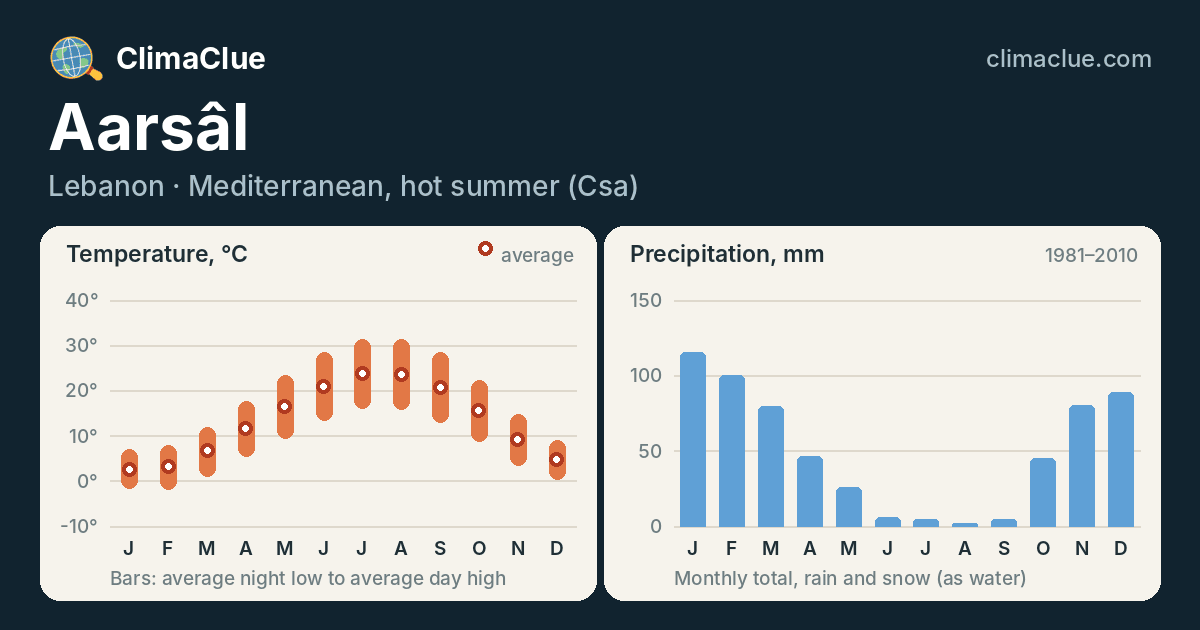 ClimaClue
climaclue.com
Aarsâl
Lebanon · Mediterranean, hot summer (Csa)
Temperature, °C
average
40°
30°
20°
10°
0°
-10°
J F M A M J J A S O N D
Bars: average night low to average day high
Precipitation, mm
1981–2010
150
100
50
0
J F M A M J J A S O N D
Monthly total, rain and snow (as water)